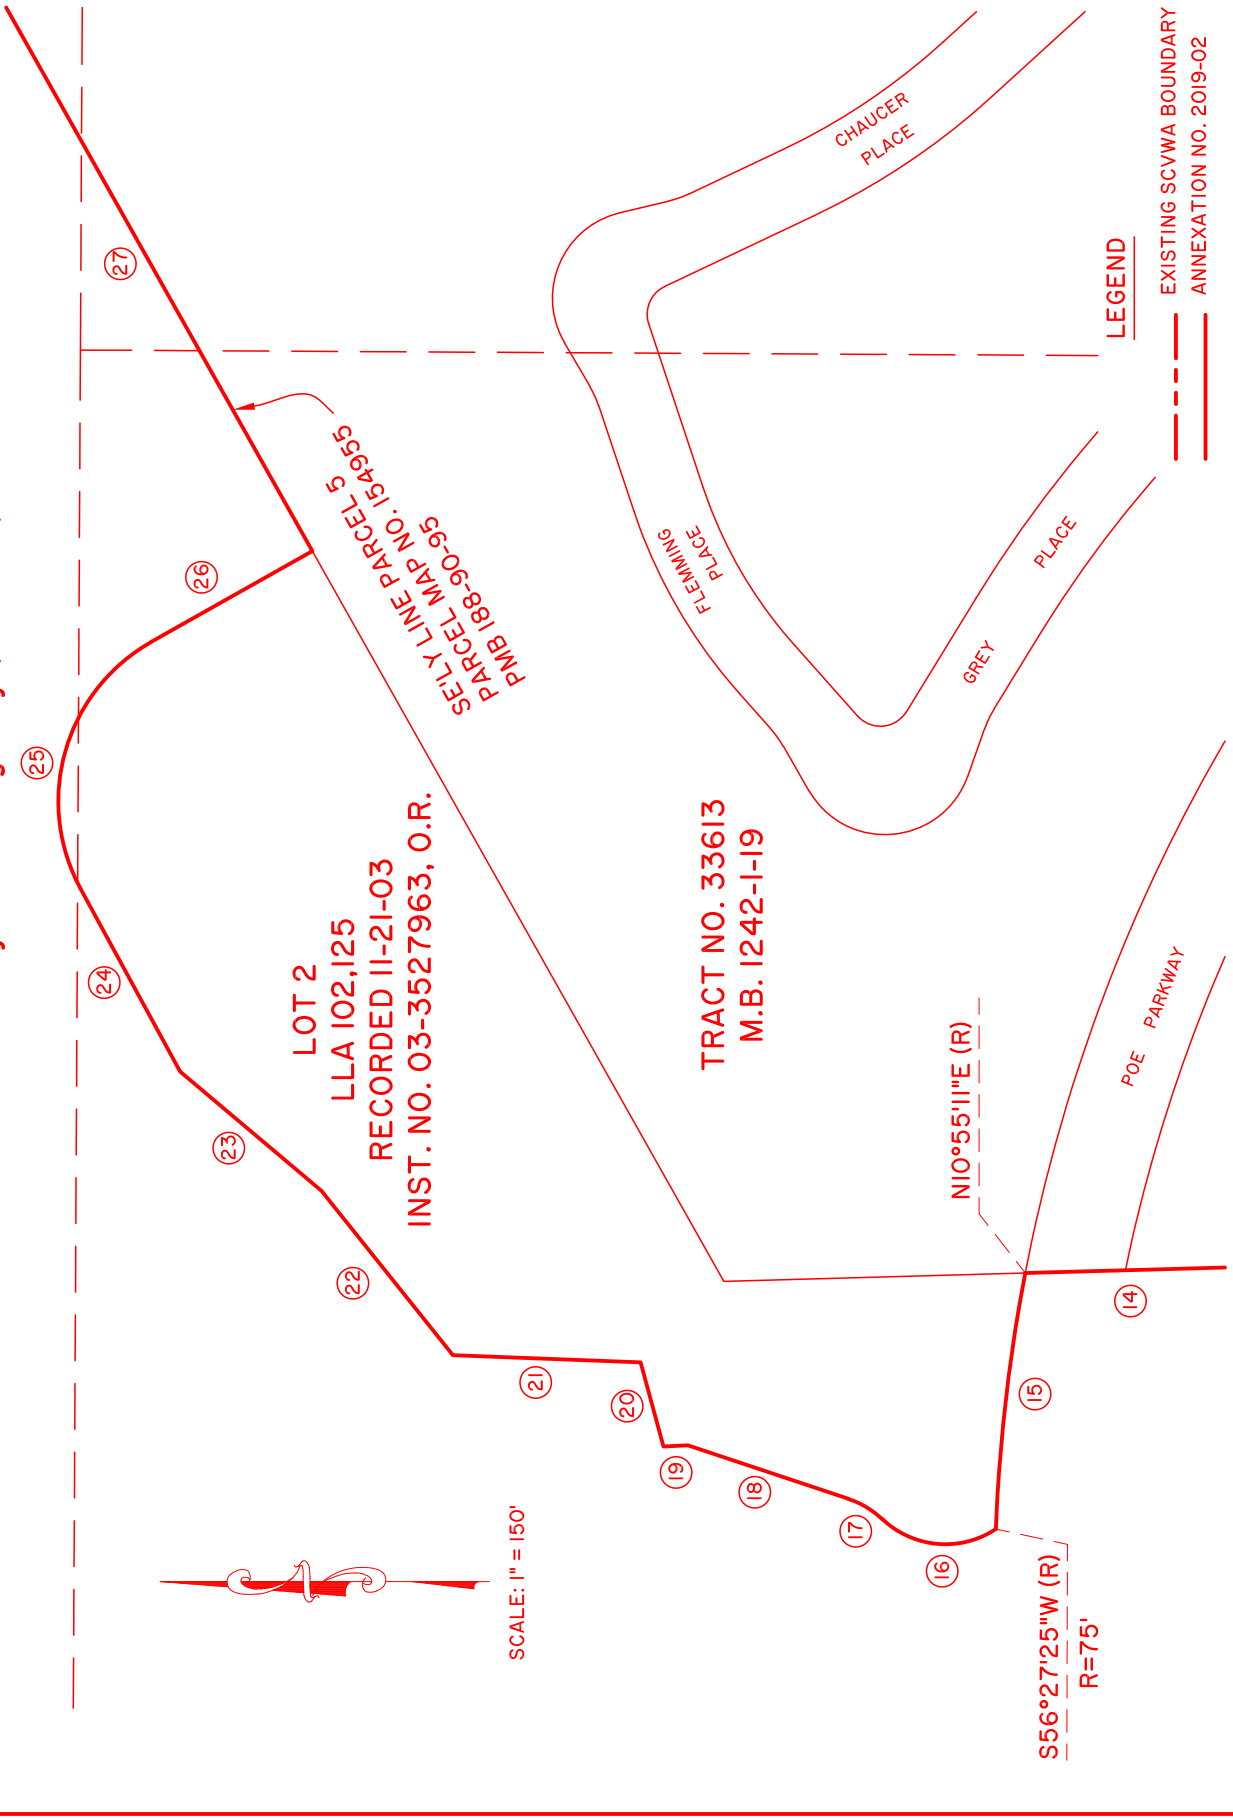 27
26
25
24
23
22
21
20
19
18
17
16
15
14
LOT 2
LLA 102,125
RECORDED 11-21-03
INST. NO. 03-3527963, O.R.
SE'LY LINE PARCEL 5
PARCEL MAP NO. 154955
PMB 188-90-95
TRACT NO. 33613
M.B. 1242-1-19
CHAUCER
PLACE
FLEMMING
PLACE
GREY PLACE
POE PARKWAY
N10°55'11"E (R)
S56°27'25"W (R)
R=75'
SCALE: 1" = 150'
LEGEND
EXISTING SCVWA BOUNDARY
ANNEXATION NO. 2019-02